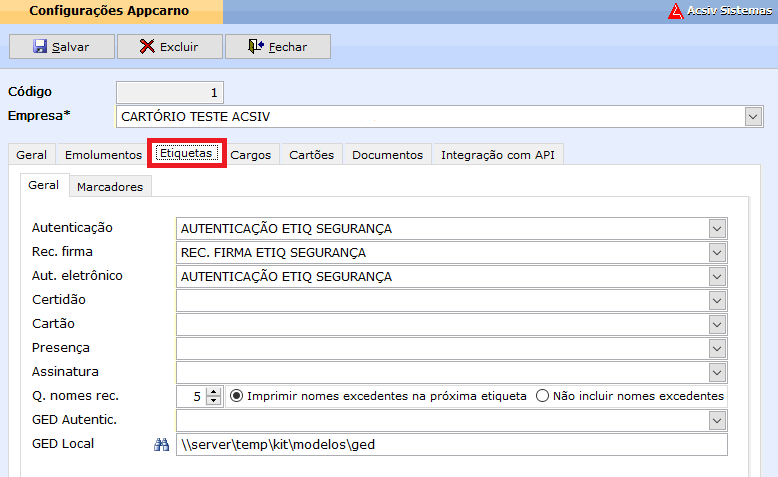 Configurações Appcarno Acsiv Sistemas
Salvar Excluir Fechar
Código 1
Empresa* CARTÓRIO TESTE ACSIV
Geral Emolumentos Etiquetas Cargos Cartões Documentos Integração com API
Geral Marcadores
Autenticação AUTENTICAÇÃO ETIQ SEGURANÇA
Rec. firma REC. FIRMA ETIQ SEGURANÇA
Aut. eletrônico AUTENTICAÇÃO ETIQ SEGURANÇA
Certidão
Cartão
Presença
Assinatura
Q. nomes rec. 5 Imprimir nomes excedentes na próxima etiqueta Não incluir nomes excedentes
GED Autentic.
GED Local \\server\temp\kit\modelos\ged